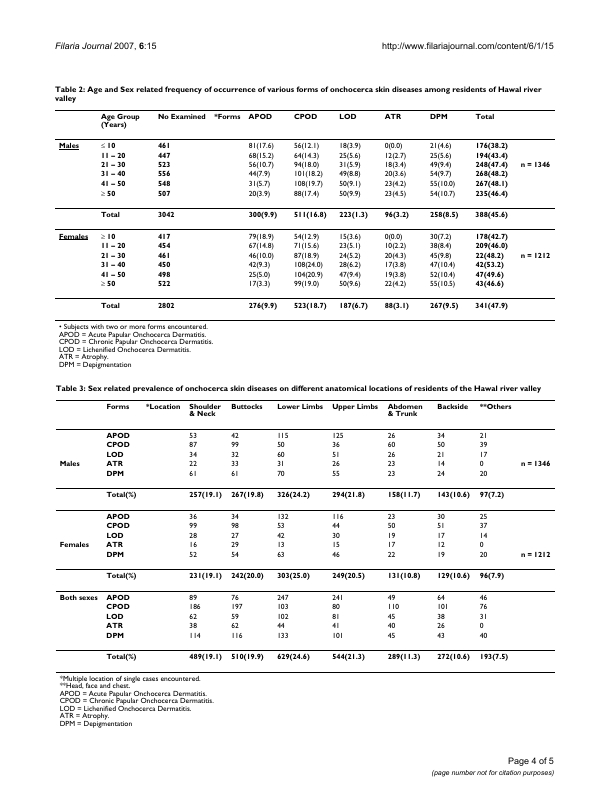 Filaria Journal 2007, 6:15 http://www.filariajournal.com/content/6/1/15
Table 2: Age and Sex related frequency of occurrence of various forms of onchocerca skin diseases among residents of Hawal river
valley
Age Group No Examined *Forms APOD CPOD LOD ATR DPM Total
(Years)
Males ≤ 10 461 81(17.6) 56(12.1) 18(3.9) 0(0.0) 21(4.6) 176(38.2)
11 – 20 447 68(15.2) 64(14.3) 25(5.6) 12(2.7) 25(5.6) 194(43.4)
21 – 30 523 56(10.7) 94(18.0) 31(5.9) 18(3.4) 49(9.4) 248(47.4) n = 1346
31 – 40 556 44(7.9) 101(18.2) 49(8.8) 20(3.6) 54(9.7) 268(48.2)
41 – 50 548 31(5.7) 108(19.7) 50(9.1) 23(4.2) 55(10.0) 267(48.1)
≥ 50 507 20(3.9) 88(17.4) 50(9.9) 23(4.5) 54(10.7) 235(46.4)
Total 3042 300(9.9) 511(16.8) 223(1.3) 96(3.2) 258(8.5) 388(45.6)
Females ≥ 10 417 79(18.9) 54(12.9) 15(3.6) 0(0.0) 30(7.2) 178(42.7)
11 – 20 454 67(14.8) 71(15.6) 23(5.1) 10(2.2) 38(8.4) 209(46.0)
21 – 30 461 46(10.0) 87(18.9) 24(5.2) 20(4.3) 45(9.8) 22(48.2) n = 1212
31 – 40 450 42(9.3) 108(24.0) 28(6.2) 17(3.8) 47(10.4) 42(53.2)
41 – 50 498 25(5.0) 104(20.9) 47(9.4) 19(3.8) 52(10.4) 47(49.6)
≥ 50 522 17(3.3) 99(19.0) 50(9.6) 22(4.2) 55(10.5) 43(46.6)
Total 2802 276(9.9) 523(18.7) 187(6.7) 88(3.1) 267(9.5) 341(47.9)
• Subjects with two or more forms encountered.
APOD = Acute Papular Onchocerca Dermatitis.
CPOD = Chronic Papular Onchocerca Dermatitis.
LOD = Lichenified Onchocerca Dermatitis.
ATR = Atrophy.
DPM = Depigmentation
Table 3: Sex related prevalence of onchocerca skin diseases on different anatomical locations of residents of the Hawal river valley
Forms *Location Shoulder Buttocks Lower Limbs Upper Limbs Abdomen Backside **Others
& Neck & Trunk
APOD 53 42 115 125 26 34 21
CPOD 87 99 50 36 60 50 39
LOD 34 32 60 51 26 21 17
Males ATR 22 33 31 26 23 14 0 n = 1346
DPM 61 61 70 55 23 24 20
Total(%) 257(19.1) 267(19.8) 326(24.2) 294(21.8) 158(11.7) 143(10.6) 97(7.2)
APOD 36 34 132 116 23 30 25
CPOD 99 98 53 44 50 51 37
LOD 28 27 42 30 19 17 14
Females ATR 16 29 13 15 17 12 0
DPM 52 54 63 46 22 19 20 n = 1212
Total(%) 231(19.1) 242(20.0) 303(25.0) 249(20.5) 131(10.8) 129(10.6) 96(7.9)
Both sexes APOD 89 76 247 241 49 64 46
CPOD 186 197 103 80 110 101 76
LOD 62 59 102 81 45 38 31
ATR 38 62 44 41 40 26 0
DPM 114 116 133 101 45 43 40
Total(%) 489(19.1) 510(19.9) 629(24.6) 544(21.3) 289(11.3) 272(10.6) 193(7.5)
*Multiple location of single cases encountered.
**Head, face and chest.
APOD = Acute Papular Onchocerca Dermatitis.
CPOD = Chronic Papular Onchocerca Dermatitis.
LOD = Lichenified Onchocerca Dermatitis.
ATR = Atrophy.
DPM = Depigmentation
Page 4 of 5
(page number not for citation purposes)